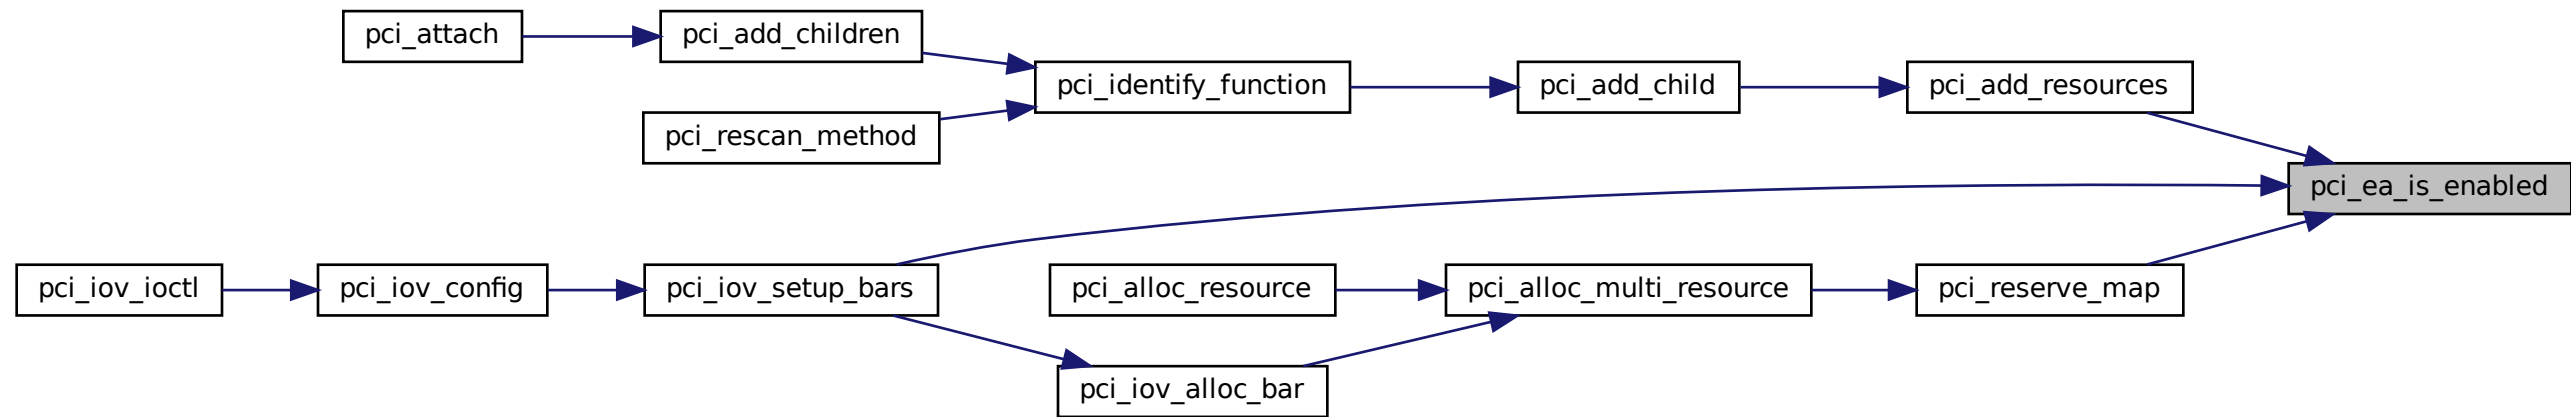 pci_attach
pci_add_children
pci_identify_function
pci_add_child
pci_add_resources
pci_rescan_method
pci_ea_is_enabled
pci_iov_ioctl
pci_iov_config
pci_iov_setup_bars
pci_alloc_resource
pci_alloc_multi_resource
pci_reserve_map
pci_iov_alloc_bar